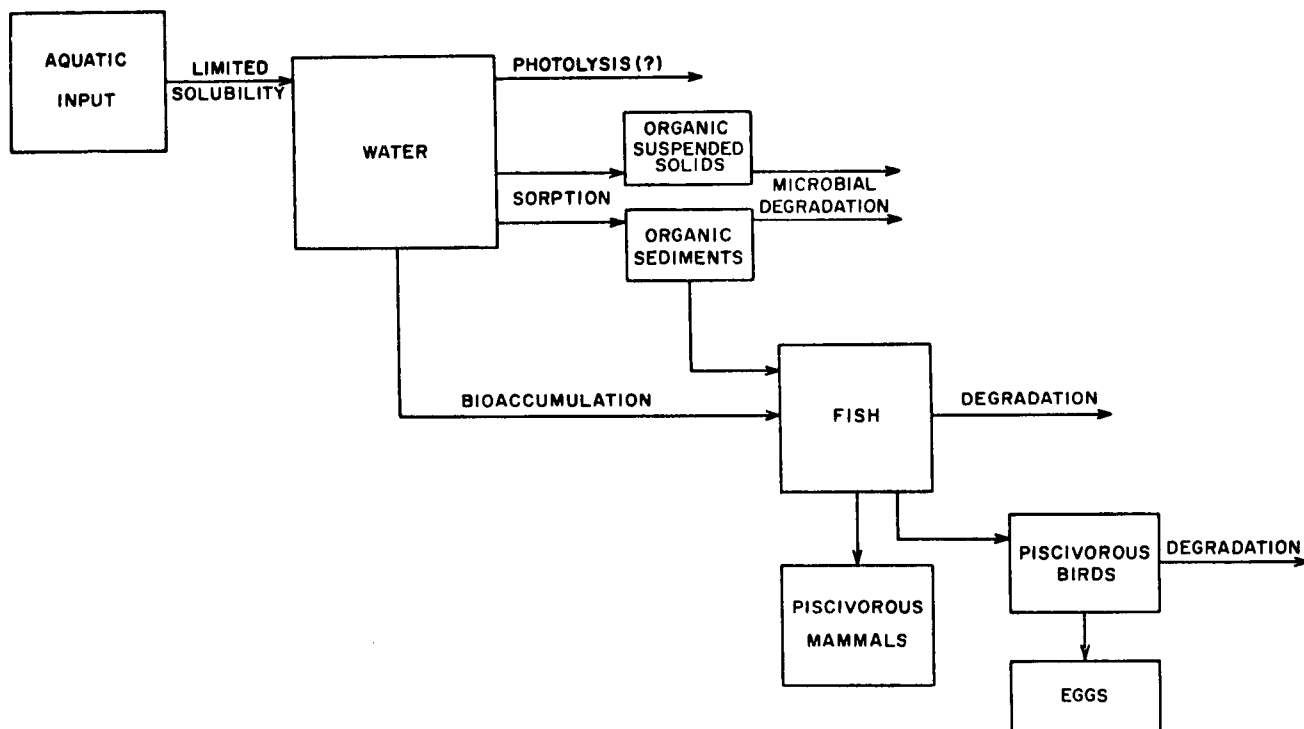 AQUATIC
INPUT
LIMITED
SOLUBILITY
WATER
PHOTOLYSIS(?)
ORGANIC
SUSPENDED
SOLIDS
SORPTION
MICROBIAL
DEGRADATION
ORGANIC
SEDIMENTS
BIOACCUMULATION
FISH
DEGRADATION
PISCIVOROUS
MAMMALS
PISCIVOROUS
BIRDS
DEGRADATION
EGGS